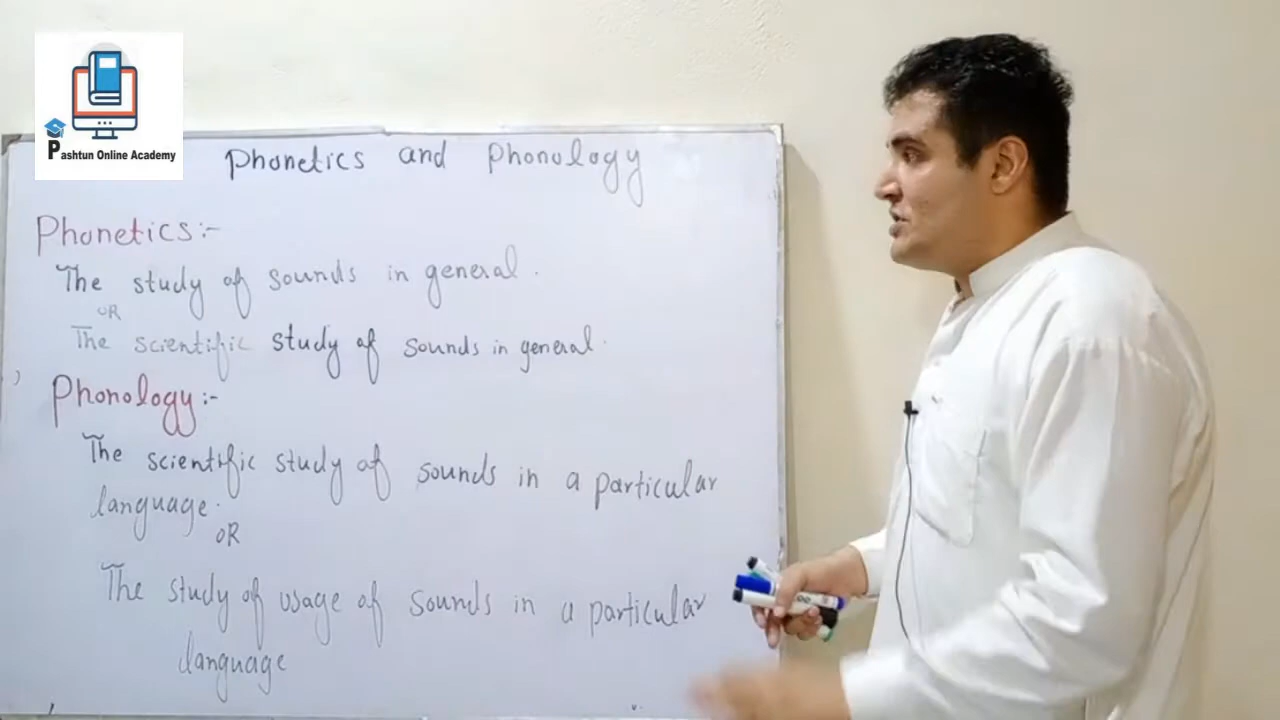 Pashtun Online Academy
Phonetics and Phonology
Phonetics:-
The study of sounds in general.
OR
The scientific study of sounds in general.
Phonology:-
The scientific study of sounds in a particular
language.
OR
The study of usage of sounds in a particular
language